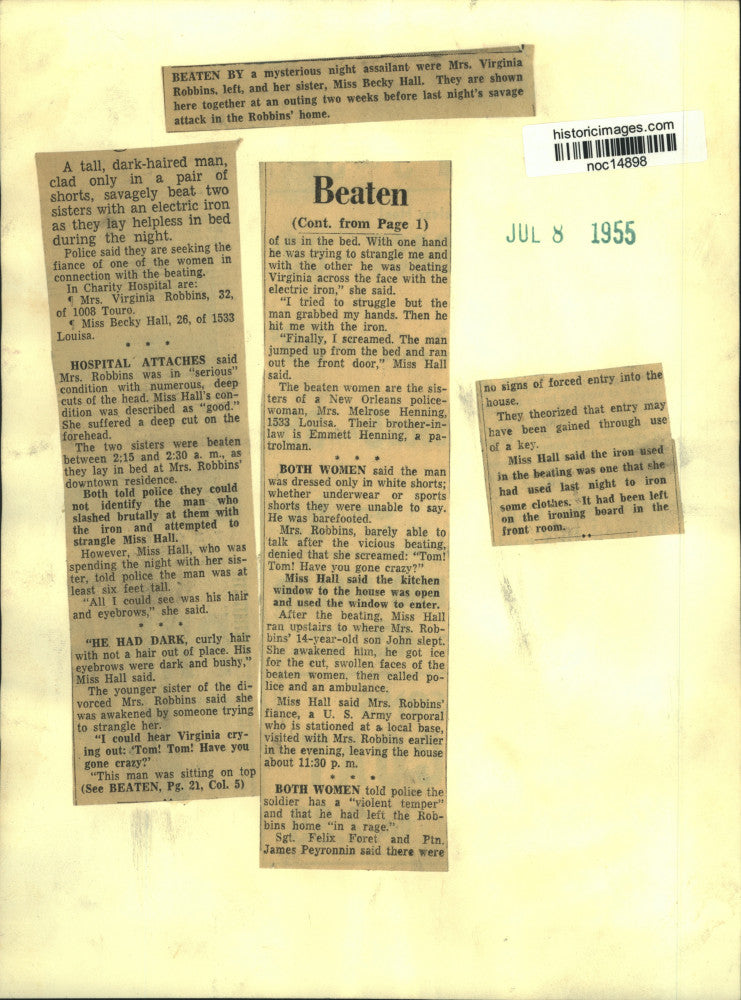 BEATEN BY a mysterious night assailant were Mrs. Virginia
Robbins, left, and her sister, Miss Becky Hall. They are shown
here together at an outing two weeks before last night's savage
attack in the Robbins' home.
historicimages.com
noc14898
JUL 8 1955
A tall, dark-haired man,
clad only in a pair of
shorts, savagely beat two
sisters with an electric iron
as they lay helpless in bed
during the night.
Police said they are seeking the
fiance of one of the women in
connection with the beating.
In Charity Hospital are:
¶ Mrs. Virginia Robbins, 32,
of 1008 Touro.
¶ Miss Becky Hall, 26, of 1533
Louisa.
* * *
HOSPITAL ATTACHES said
Mrs. Robbins was in "serious"
condition with numerous, deep
cuts of the head. Miss Hall's con-
dition was described as "good."
She suffered a deep cut on the
forehead.
The two sisters were beaten
between 2:15 and 2:30 a. m., as
they lay in bed at Mrs. Robbins'
downtown residence.
Both told police they could
not identify the man who
slashed brutally at them with
the iron and attempted to
strangle Miss Hall.
However, Miss Hall, who was
spending the night with her sis-
ter, told police the man was at
least six feet tall.
"All I could see was his hair
and eyebrows," she said.
* * *
"HE HAD DARK, curly hair
with not a hair out of place. His
eyebrows were dark and bushy,"
Miss Hall said.
The younger sister of the di-
vorced Mrs. Robbins said she
was awakened by someone trying
to strangle her.
"I could hear Virginia cry-
ing out: 'Tom! Tom! Have you
gone crazy?'
"This man was sitting on top
(See BEATEN, Pg. 21, Col. 5)
Beaten
(Cont. from Page 1)
of us in the bed. With one hand
he was trying to strangle me and
with the other he was beating
Virginia across the face with the
electric iron," she said.
"I tried to struggle but the
man grabbed my hands. Then he
hit me with the iron.
"Finally, I screamed. The man
jumped up from the bed and ran
out the front door," Miss Hall
said.
The beaten women are the sis-
ters of a New Orleans police-
woman, Mrs. Melrose Henning,
1533 Louisa. Their brother-in-
law is Emmett Henning, a pa-
trolman.
* * *
BOTH WOMEN said the man
was dressed only in white shorts;
whether underwear or sports
shorts they were unable to say.
He was barefooted.
Mrs. Robbins, barely able to
talk after the vicious beating,
denied that she screamed: "Tom!
Tom! Have you gone crazy?"
Miss Hall said the kitchen
window to the house was open
and used the window to enter.
After the beating, Miss Hall
ran upstairs to where Mrs. Rob-
bins' 14-year-old son John slept.
She awakened him, he got ice
for the cut, swollen faces of the
beaten women, then called po-
lice and an ambulance.
Miss Hall said Mrs. Robbins'
fiance, a U. S. Army corporal
who is stationed at a local base,
visited with Mrs. Robbins earlier
in the evening, leaving the house
about 11:30 p. m.
* * *
BOTH WOMEN told police the
soldier has a "violent temper"
and that he had left the Rob-
bins home "in a rage."
Sgt. Felix Foret and Ptn.
James Peyronnin said there were
no signs of forced entry into the
house.
They theorized that entry may
have been gained through use
of a key.
Miss Hall said the iron used
in the beating was one that she
had used last night to iron
some clothes. It had been left
on the ironing board in the
front room.